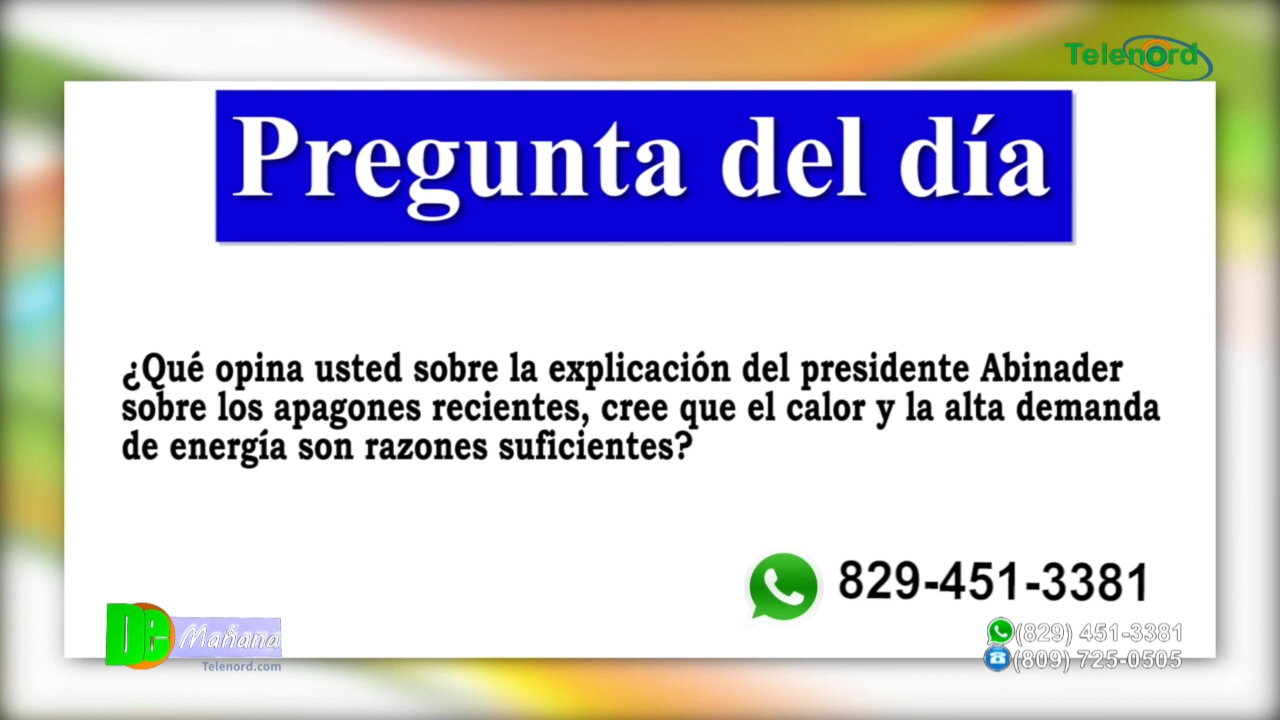 Telenord
Pregunta del día
¿Qué opina usted sobre la explicación del presidente Abinader
sobre los apagones recientes, cree que el calor y la alta demanda
de energía son razones suficientes?
829-451-3381
De Mañana
Telenord.com
(829) 451-3381
(809) 725-0505